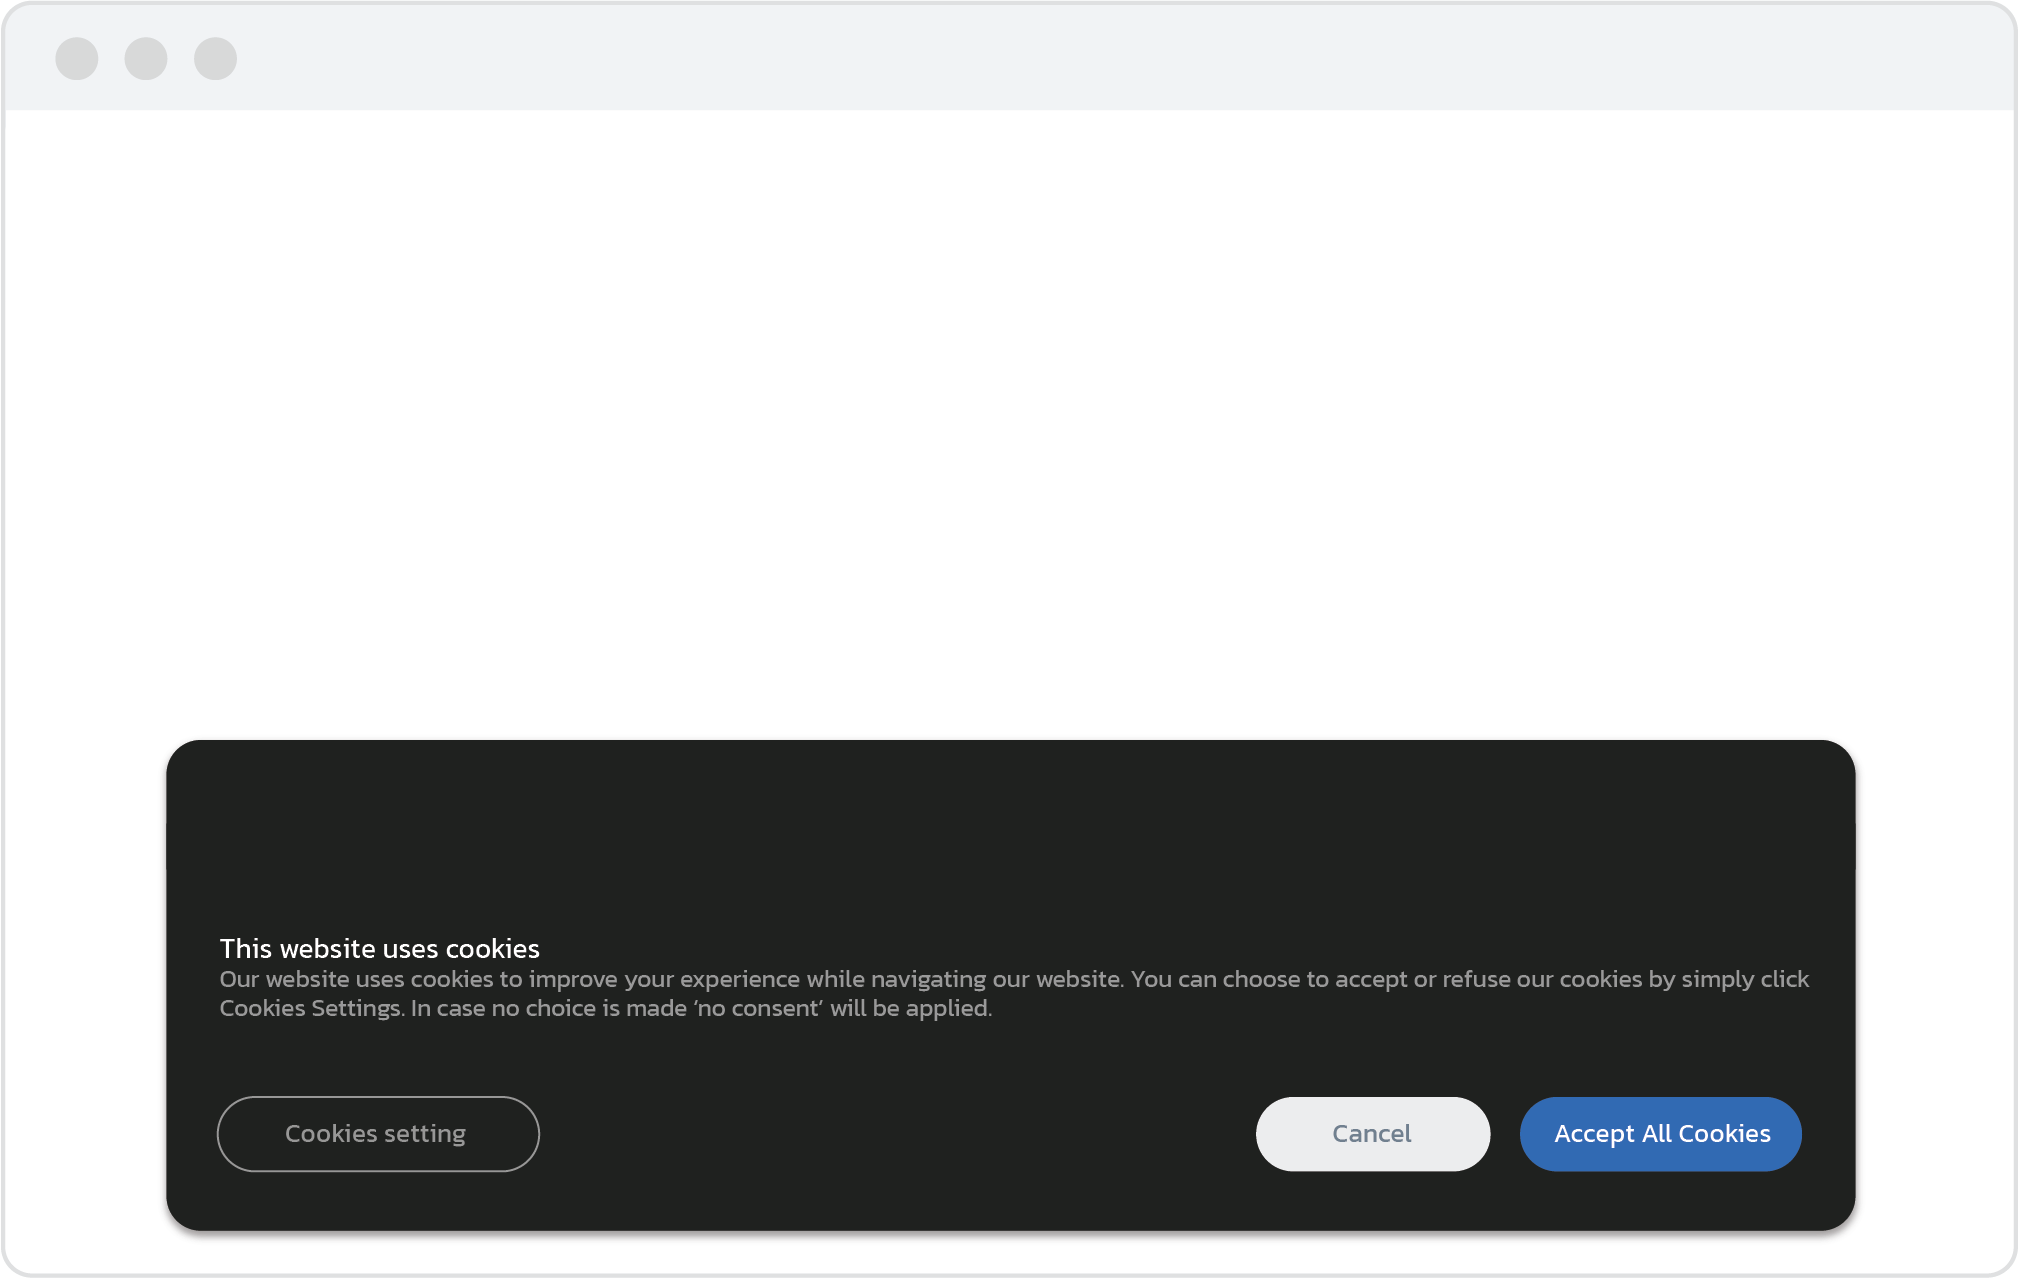 This website uses cookies
Our website uses cookies to improve your experience while navigating our website. You can choose to accept or refuse our cookies by simply click
Cookies Settings. In case no choice is made ‘no consent’ will be applied.
Cookies setting
Cancel
Accept All Cookies